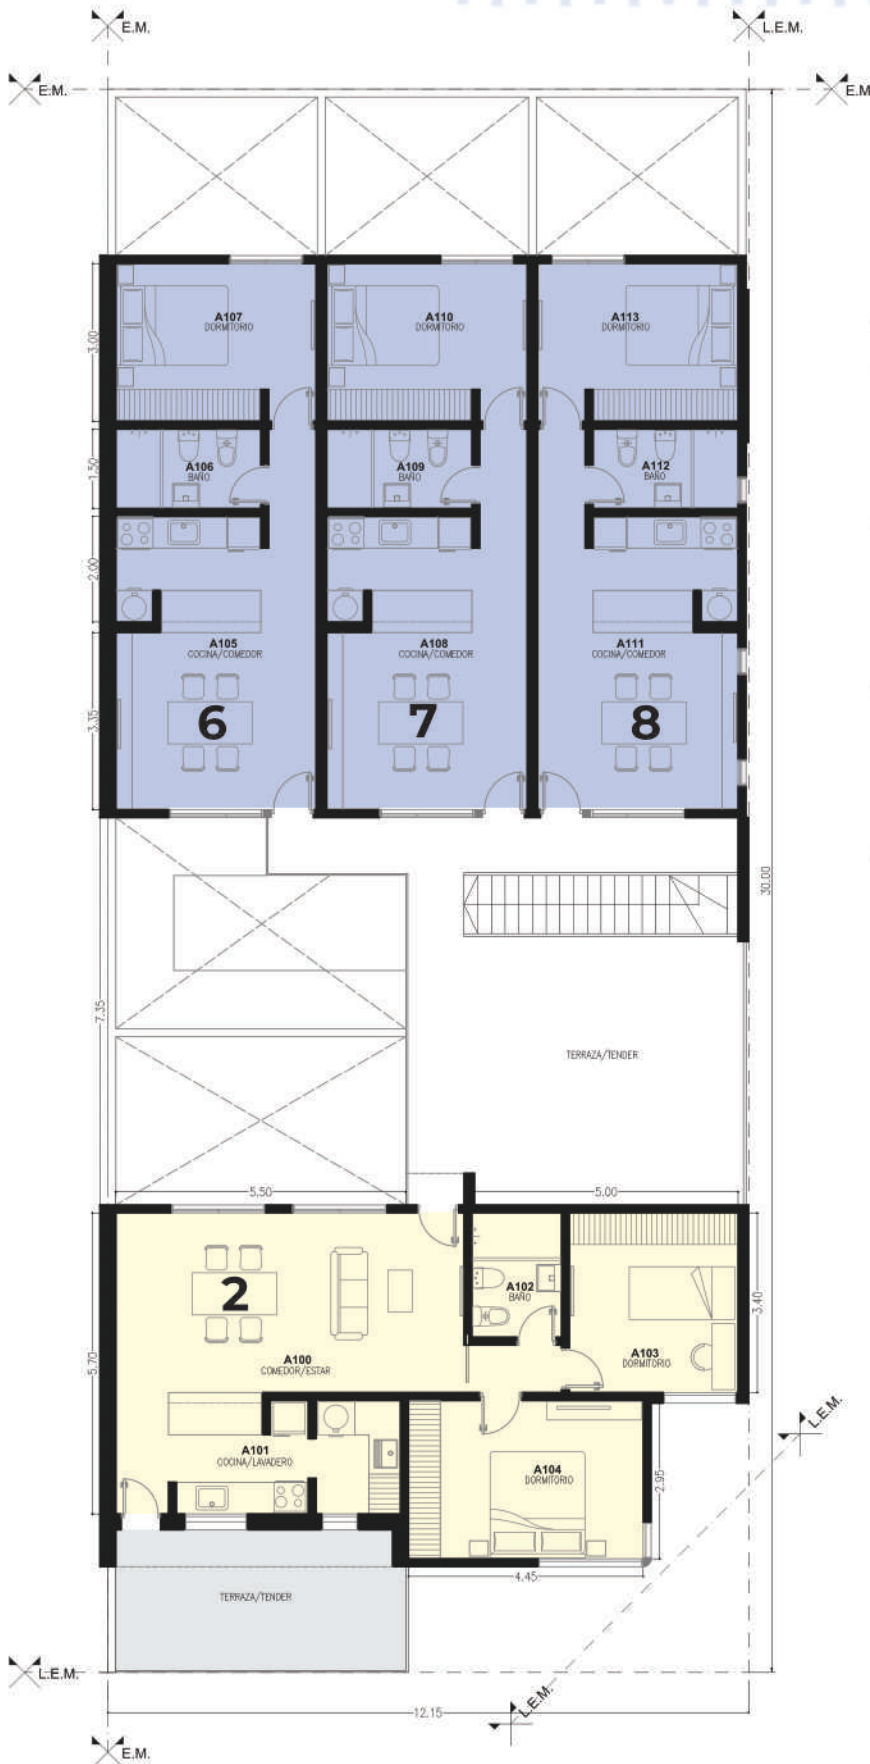 E.M.
L.E.M.
E.M.
E.M
A107
DORMITORIO
A110
DORMITORIO
A113
DORMITORIO
3.00
A106
BAÑO
A109
BAÑO
A112
BAÑO
1.50
2.00
A105
COCINA/COMEDOR
A108
COCINA/COMEDOR
A111
COCINA/COMEDOR
3.35
6
7
8
30.00
7.35
TERRAZA/TENDER
5.50
5.00
2
A102
BAÑO
3.40
A103
DORMITORIO
A100
COMEDOR/ESTAR
5.70
L.E.M.
A101
COCINA/LAVADERO
A104
DORMITORIO
2.95
4.45
TERRAZA/TENDER
L.E.M.
L.E.M.
12.15
E.M.